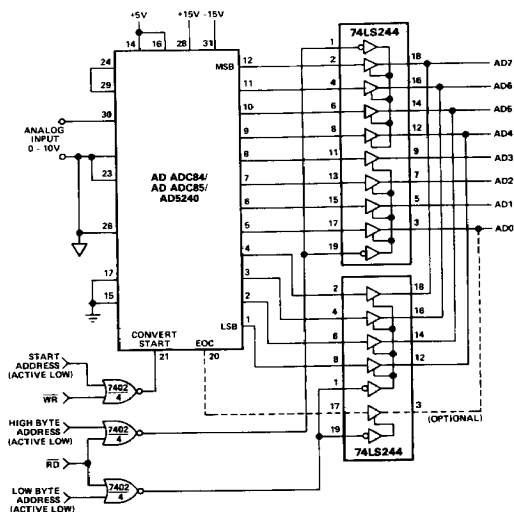 +5V
+15V -15V
14 16 28 31
74LS244
1
24
29
MSB
12 2 18 AD7
11 4 16 AD6
30
10 6 14 AD5
ANALOG
INPUT
0 - 10V
9 8 12 AD4
AD ADC84/
AD ADC85/
AD5240
8 11 9 AD3
23
7 13 7 AD2
6 15 5 AD1
26
5 17 3 AD0
4 19
17
3 2 18
15
2 4 16
LSB
1 6 14
CONVERT
START
EOC
8 12
21 20
START
ADDRESS
(ACTIVE LOW)
7402
4
1
WR
17 3
(OPTIONAL)
HIGH BYTE
ADDRESS
(ACTIVE LOW)
7402
4
19
74LS244
RD
LOW BYTE
ADDRESS
(ACTIVE LOW)
7402
4